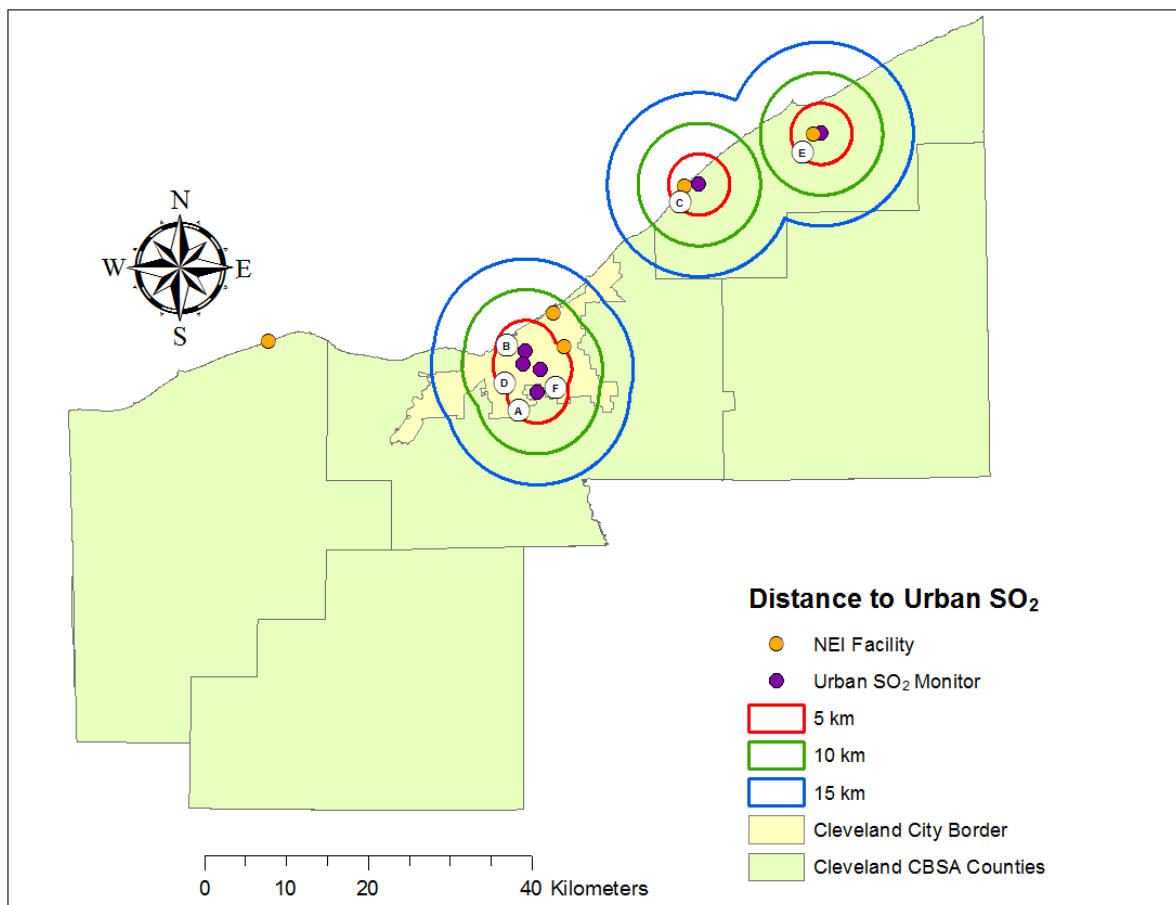 N
W E
S
E
C
B
D
F
A
Distance to Urban SO₂
NEI Facility
Urban SO₂ Monitor
5 km
10 km
15 km
Cleveland City Border
Cleveland CBSA Counties
0 10 20 40 Kilometers